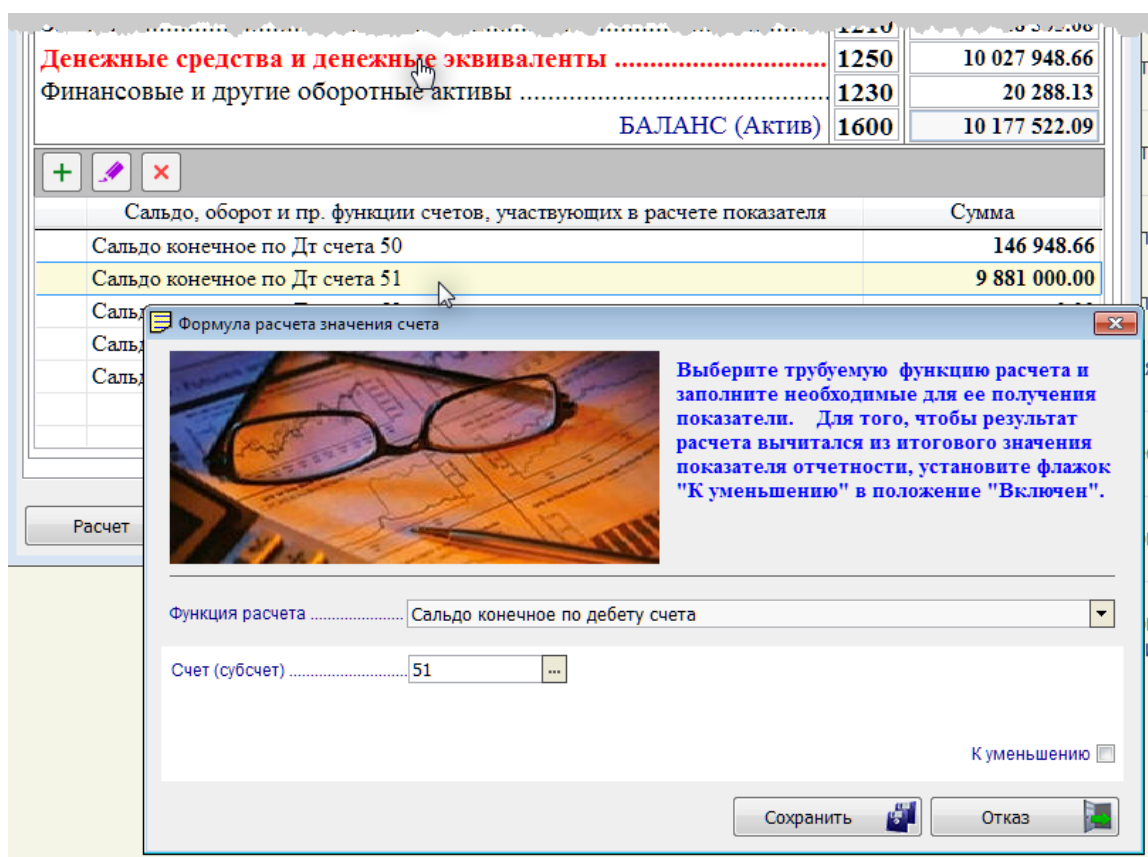 1210
Денежные средства и денежные эквиваленты ............................ 1250 10 027 948.66
Финансовые и другие оборотные активы .......................................... 1230 20 288.13
БАЛАНС (Актив) 1600 10 177 522.09
Сальдо, оборот и пр. функции счетов, участвующих в расчете показателя Сумма
Сальдо конечное по Дт счета 50 146 948.66
Сальдо конечное по Дт счета 51 9 881 000.00
Формула расчета значения счета
Выберите трубуемую функцию расчета и
заполните необходимые для ее получения
показатели. Для того, чтобы результат
расчета вычитался из итогового значения
показателя отчетности, установите флажок
"К уменьшению" в положение "Включен".
Расчет
Функция расчета ...................... Сальдо конечное по дебету счета
Счет (субсчет) ............................ 51 ...
К уменьшению
Сохранить Отказ